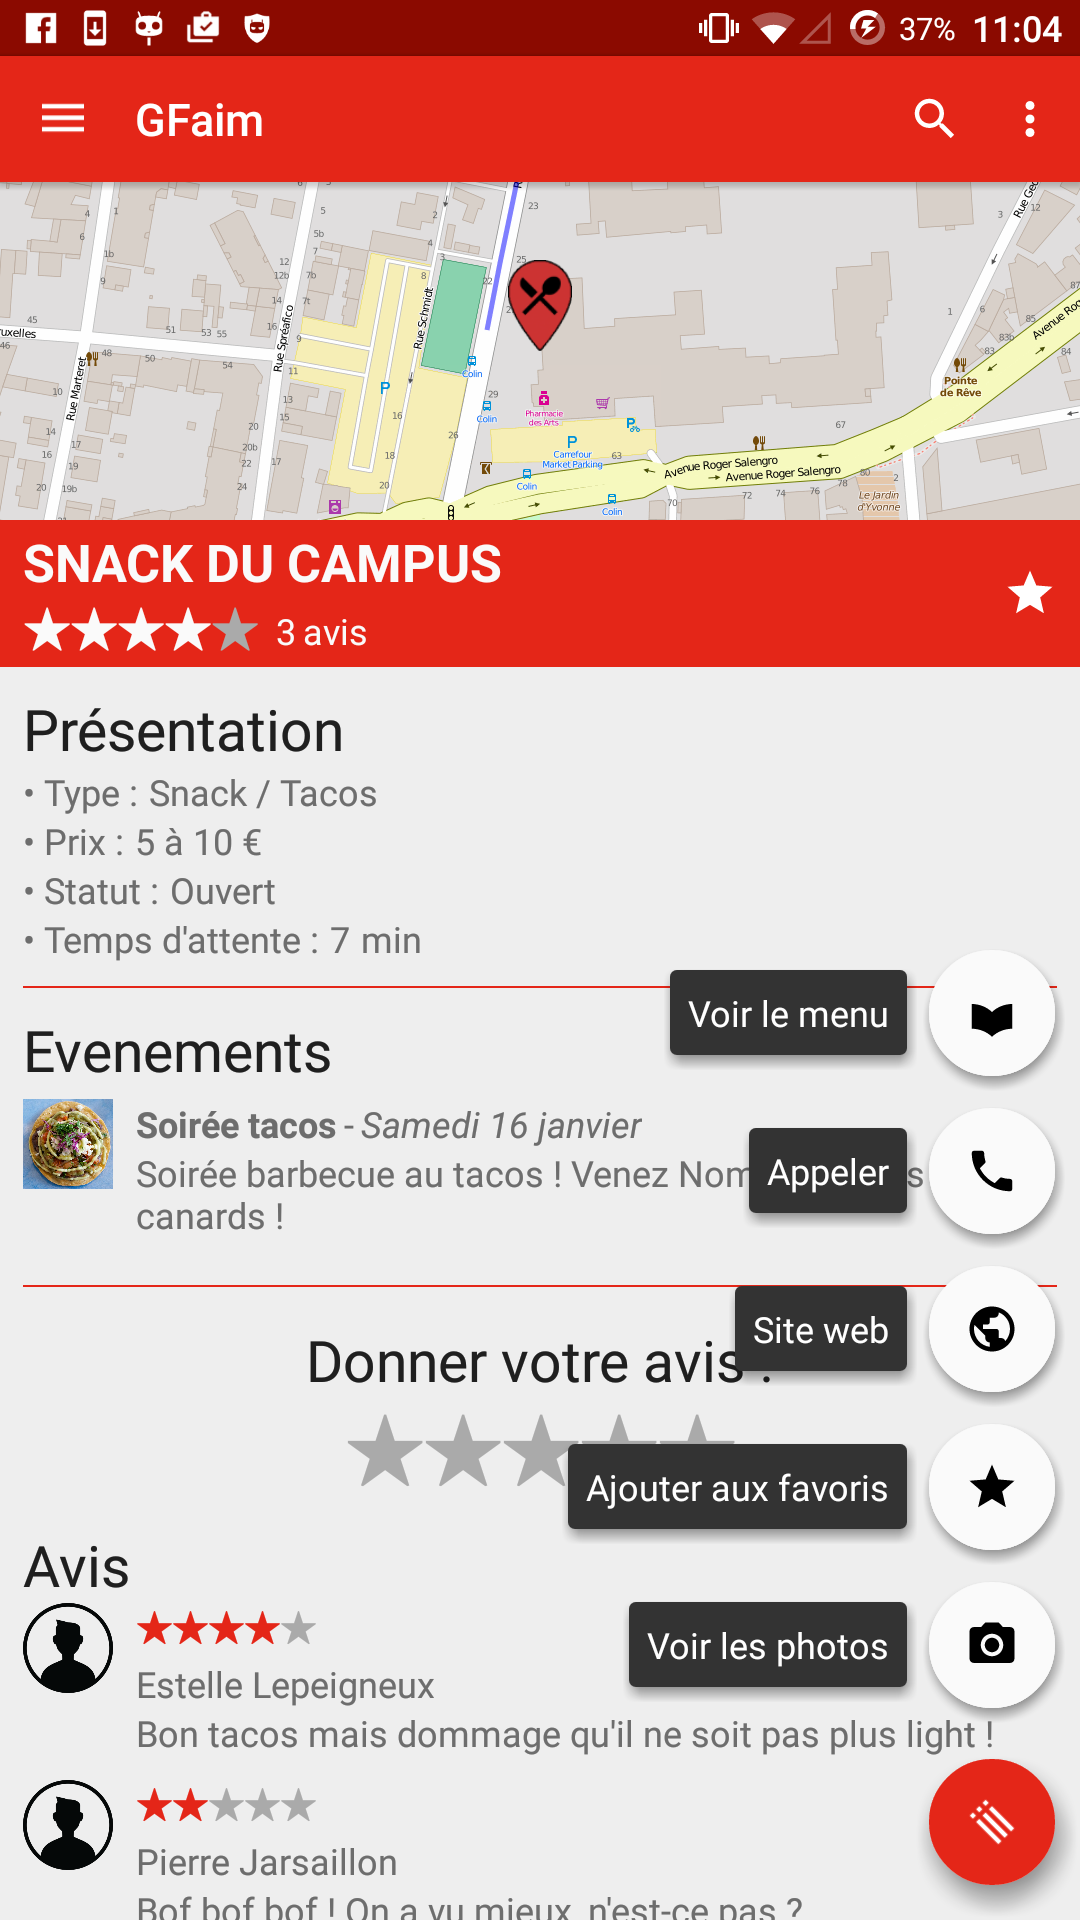 37% 11:04
GFaim
Rue Schmidt
Rue Spréafico
Rue Marteret
Colin
Colin
Colin
Colin
Pharmacie des Arts
Carrefour Market Parking
Avenue Roger Salengro
Avenue Roger Salengro
Pointe de Rêve
Le Jardin d'Yvonne
SNACK DU CAMPUS
3 avis
Présentation
• Type : Snack / Tacos
• Prix : 5 à 10 €
• Statut : Ouvert
• Temps d'attente : 7 min
Voir le menu
Evenements
Soirée tacos - Samedi 16 janvier
Soirée barbecue au tacos ! Venez
canards !
Appeler
Site web
Donner votre avis :
Ajouter aux favoris
Avis
Voir les photos
Estelle Lepeigneux
Bon tacos mais dommage qu'il ne soit pas plus light !
Pierre Jarsaillon
Bof bof bof ! On a vu mieux, n'est-ce pas ?